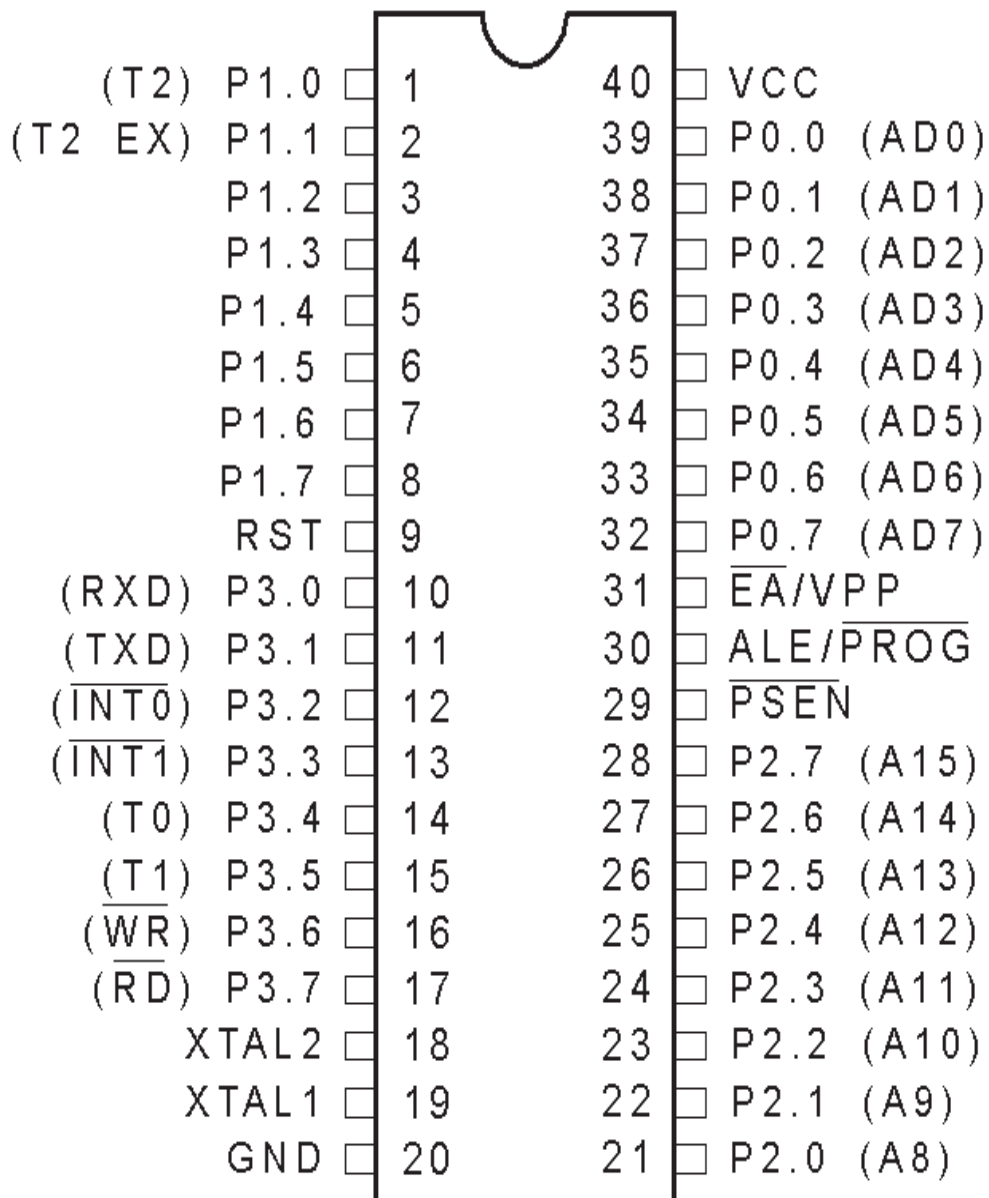 (T2) P1.0 1 40 VCC
(T2 EX) P1.1 2 39 P0.0 (AD0)
P1.2 3 38 P0.1 (AD1)
P1.3 4 37 P0.2 (AD2)
P1.4 5 36 P0.3 (AD3)
P1.5 6 35 P0.4 (AD4)
P1.6 7 34 P0.5 (AD5)
P1.7 8 33 P0.6 (AD6)
RST 9 32 P0.7 (AD7)
(RXD) P3.0 10 31 E̅A̅/VPP
(TXD) P3.1 11 30 ALE/P̅R̅O̅G̅
(I̅N̅T̅0̅) P3.2 12 29 P̅S̅E̅N̅
(I̅N̅T̅1̅) P3.3 13 28 P2.7 (A15)
(T0) P3.4 14 27 P2.6 (A14)
(T1) P3.5 15 26 P2.5 (A13)
(W̅R̅) P3.6 16 25 P2.4 (A12)
(R̅D̅) P3.7 17 24 P2.3 (A11)
XTAL2 18 23 P2.2 (A10)
XTAL1 19 22 P2.1 (A9)
GND 20 21 P2.0 (A8)